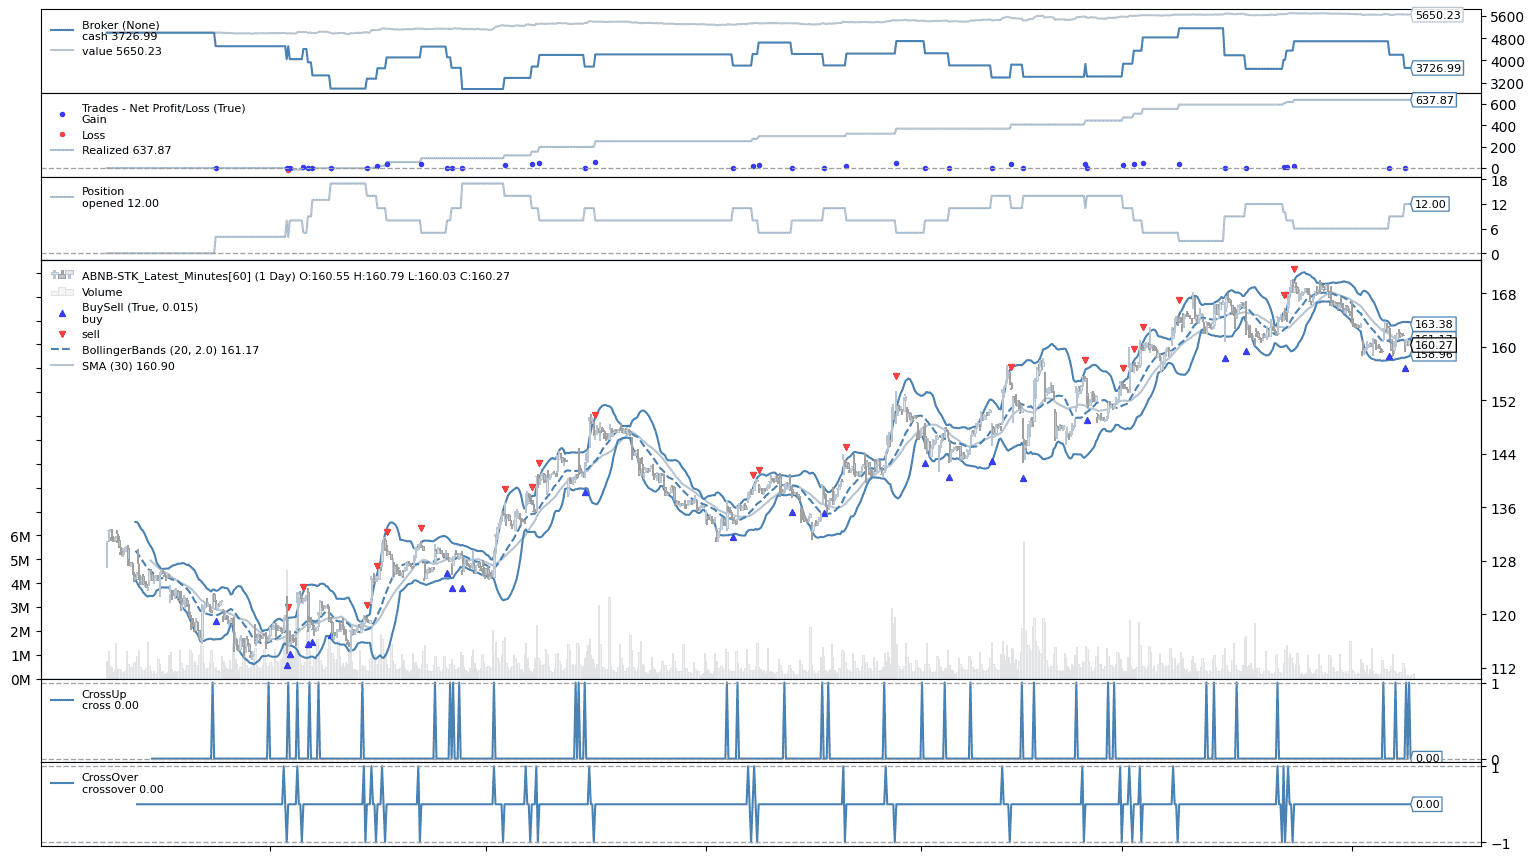 Broker (None)
cash 3726.99
value 5650.23
5650.23
3726.99
5600
4800
4000
3200
Trades - Net Profit/Loss (True)
Gain
Loss
Realized 637.87
637.87
600
400
200
0
Position
opened 12.00
12.00
18
12
6
0
ABNB-STK_Latest_Minutes[60] (1 Day) O:160.55 H:160.79 L:160.03 C:160.27
Volume
BuySell (True, 0.015)
buy
sell
BollingerBands (20, 2.0) 161.17
SMA (30) 160.90
163.38
161.17
160.27
158.96
168
160
152
144
136
128
120
112
6M
5M
4M
3M
2M
1M
0M
CrossUp
cross 0.00
0.00
1
0
CrossOver
crossover 0.00
0.00
1
−1